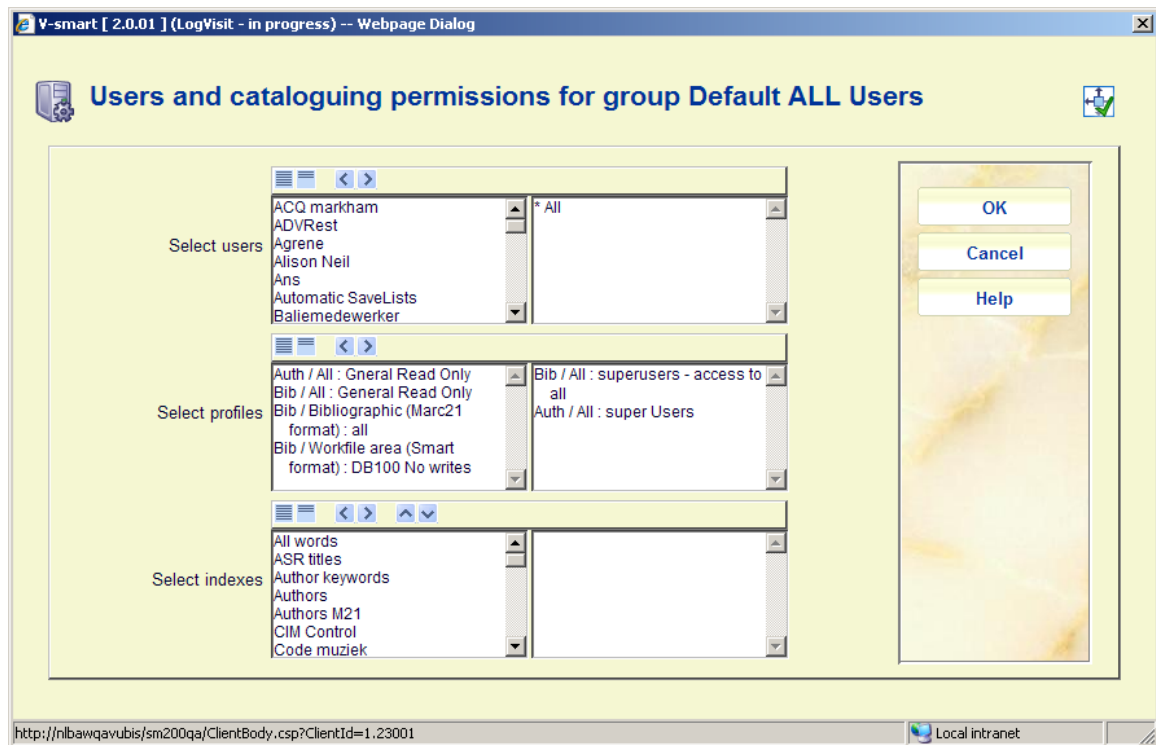 V-smart [ 2.0.01 ] (LogVisit - in progress) -- Webpage Dialog
Users and cataloguing permissions for group Default ALL Users
Select users
ACQ markham
ADVRest
Agrene
Alison Neil
Ans
Automatic SaveLists
Baliemedewerker
* All
Select profiles
Auth / All : Gneral Read Only
Bib / All : General Read Only
Bib / Bibliographic (Marc21
format) : all
Bib / Workfile area (Smart
format) : DB100 No writes
Bib / All : superusers - access to
all
Auth / All : super Users
Select indexes
All words
ASR titles
Author keywords
Authors
Authors M21
CIM Control
Code muziek
OK
Cancel
Help
http://nlbawqavubis/sm200qa/ClientBody.csp?ClientId=1.23001
Local intranet